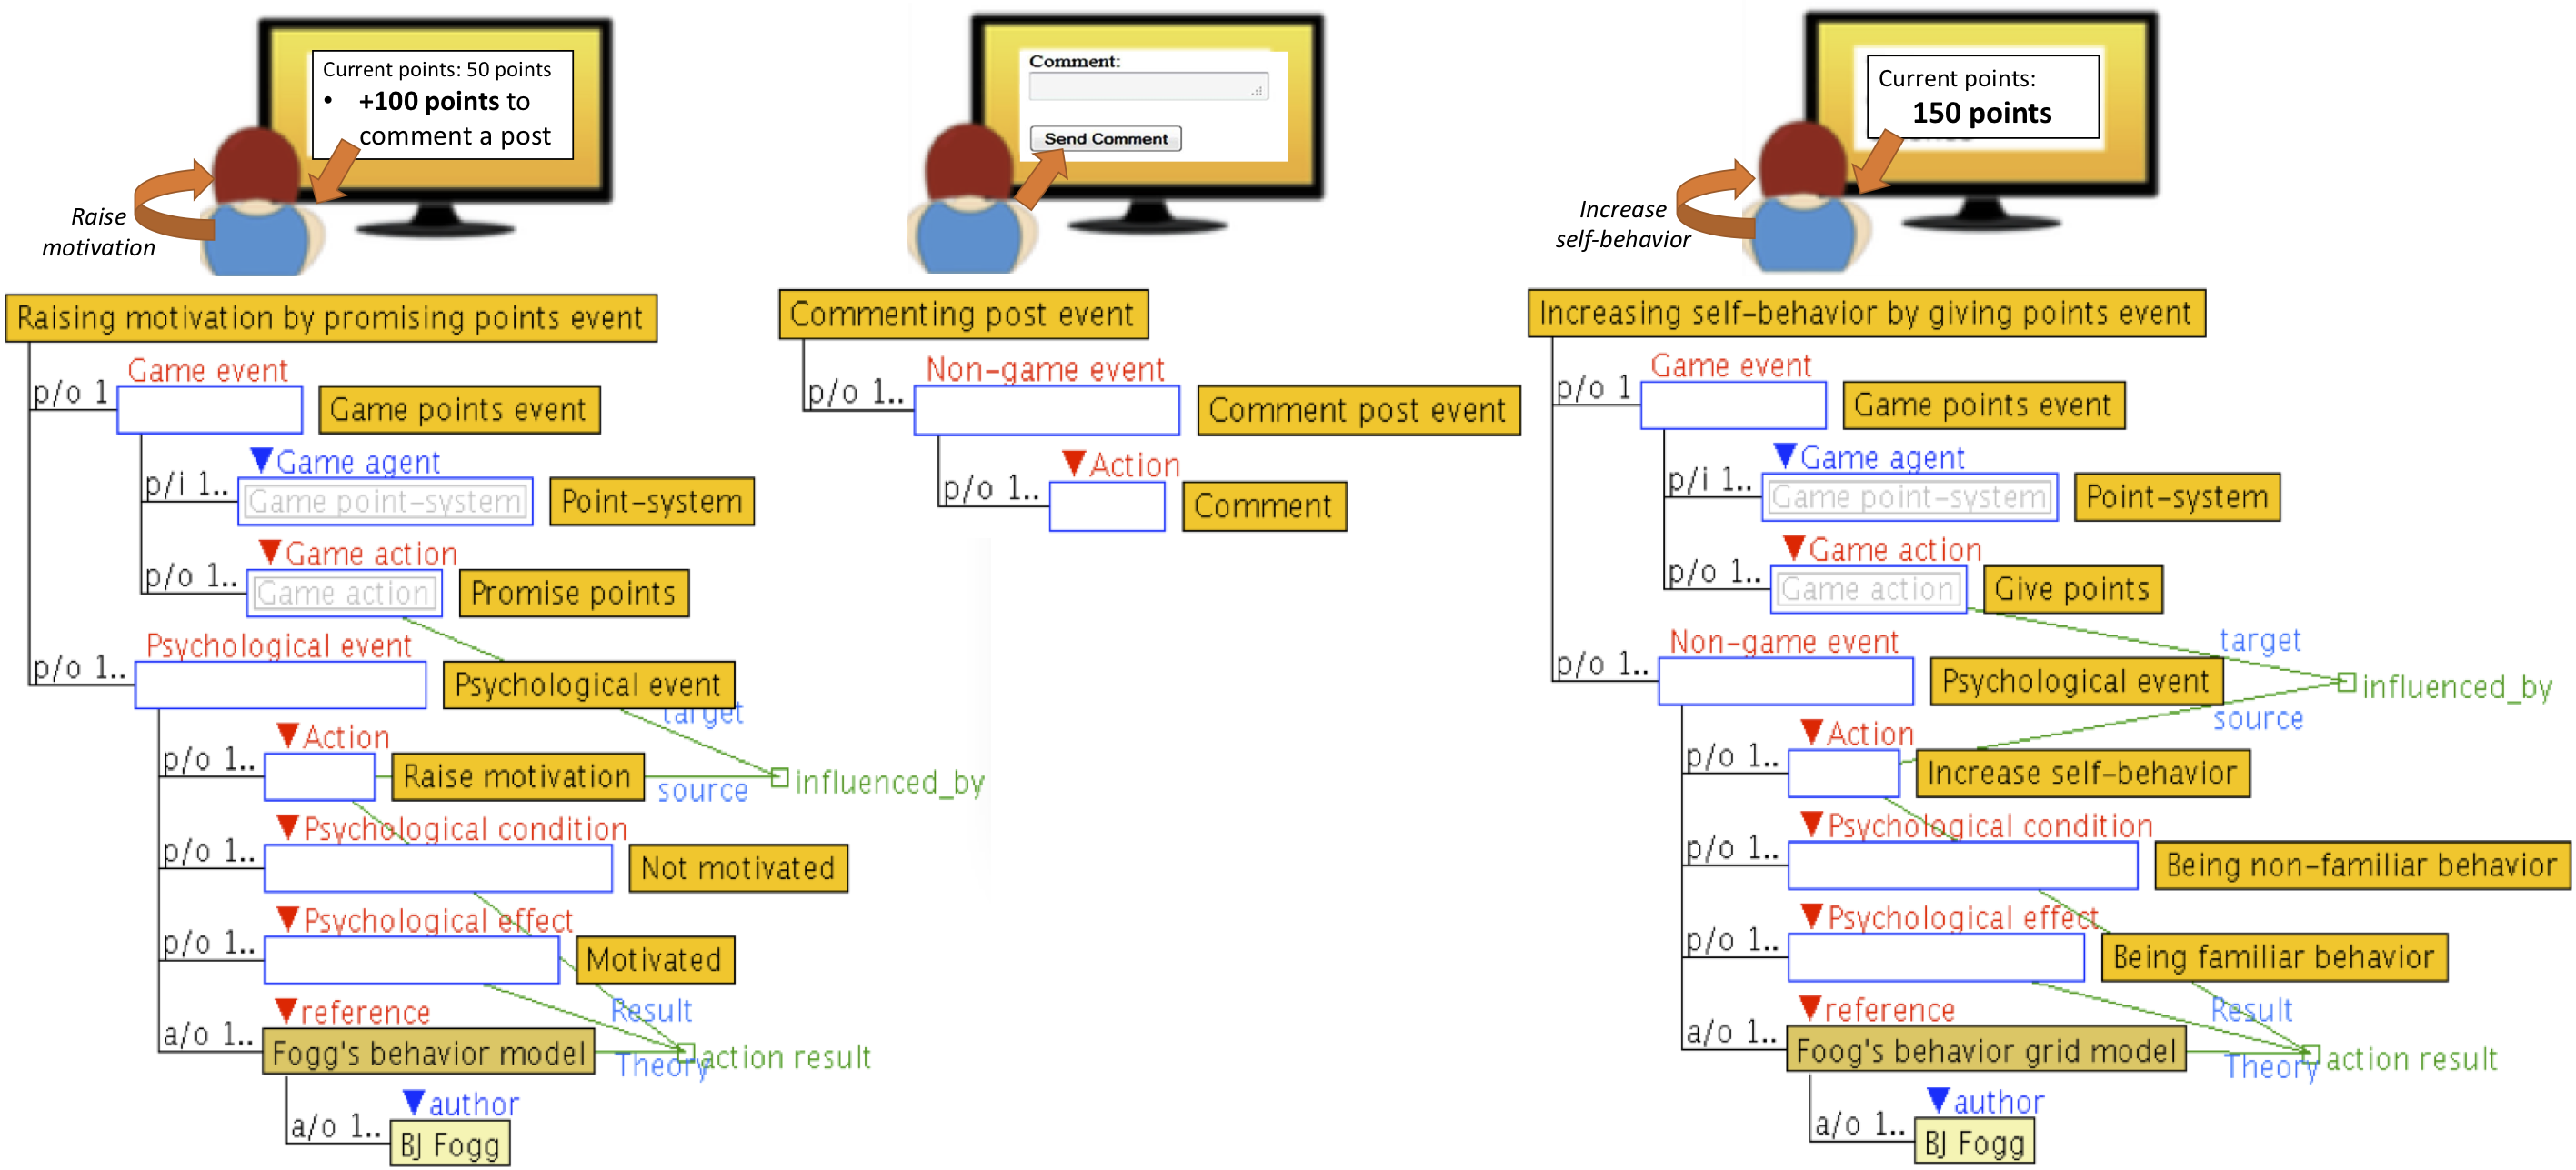 Current points: 50 points
• +100 points to
comment a post
Raise
motivation
Raising motivation by promising points event
Game event
p/o 1
Game points event
Game agent
p/i 1..
Game point-system
Point-system
Game action
p/o 1..
Game action
Promise points
Psychological event
p/o 1..
Psychological event
target
Action
p/o 1..
Raise motivation
source
influenced_by
Psychological condition
p/o 1..
Not motivated
Psychological effect
p/o 1..
Motivated
Result
reference
a/o 1..
Fogg's behavior model
Theory
action result
author
a/o 1..
BJ Fogg
Comment:
Send Comment
Commenting post event
Non-game event
p/o 1..
Comment post event
Action
p/o 1..
Comment
Current points:
150 points
Increase
self-behavior
Increasing self-behavior by giving points event
Game event
p/o 1
Game points event
Game agent
p/i 1..
Game point-system
Point-system
Game action
p/o 1..
Game action
Give points
target
Non-game event
p/o 1..
Psychological event
influenced_by
source
Action
p/o 1..
Increase self-behavior
Psychological condition
p/o 1..
Being non-familiar behavior
Psychological effect
p/o 1..
Being familiar behavior
Result
reference
a/o 1..
Foog's behavior grid model
Theory
action result
author
a/o 1..
BJ Fogg